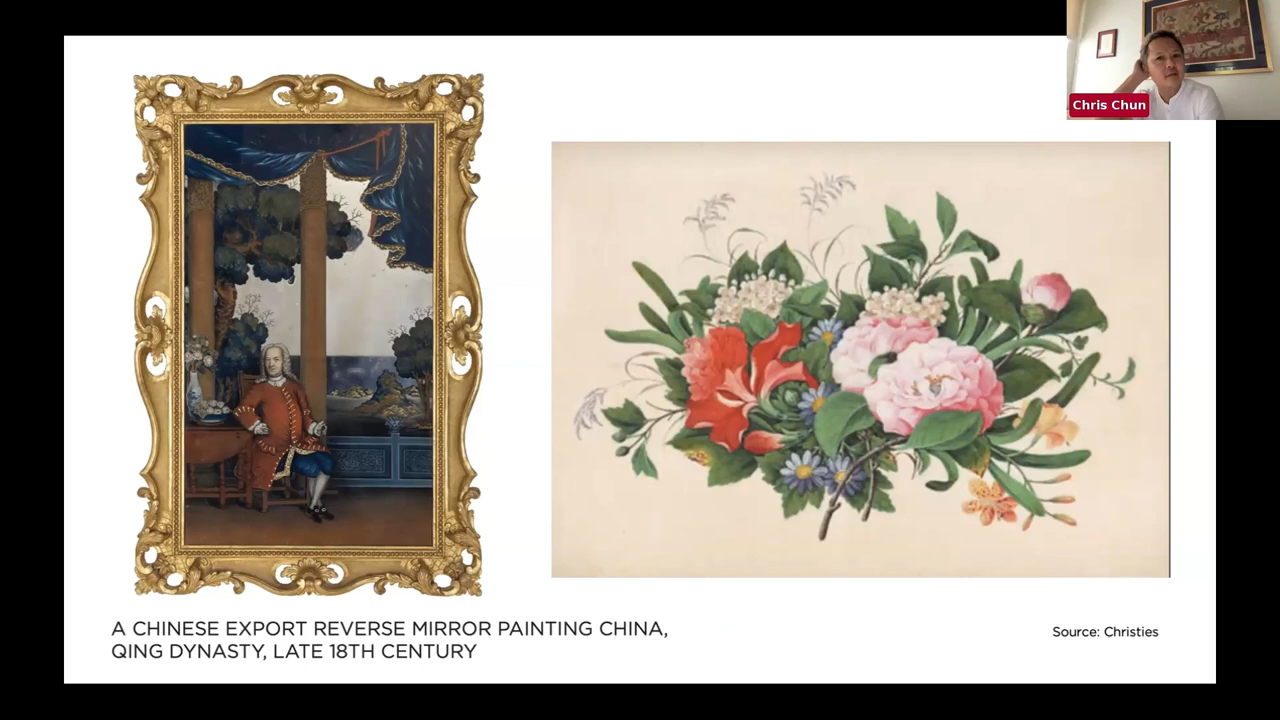 Chris Chun
A CHINESE EXPORT REVERSE MIRROR PAINTING CHINA,
QING DYNASTY, LATE 18TH CENTURY
Source: Christies